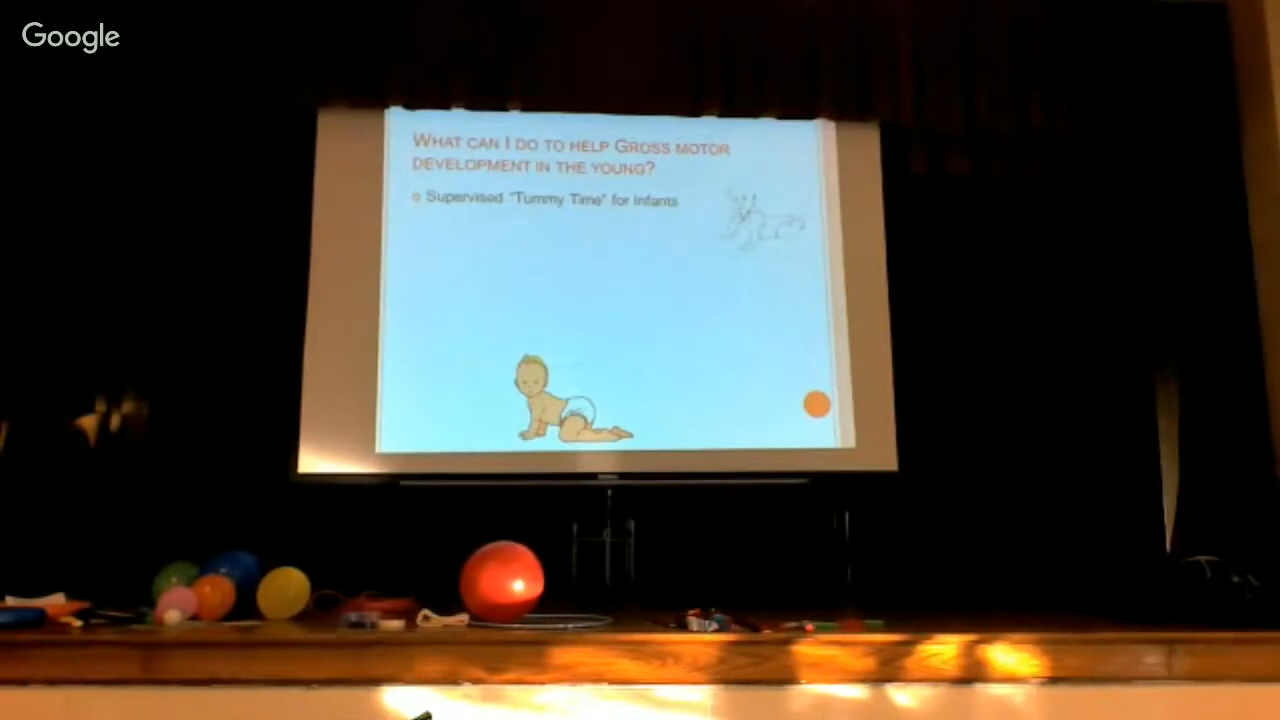 Google
WHAT CAN I DO TO HELP GROSS MOTOR
DEVELOPMENT IN THE YOUNG?
Supervised "Tummy Time" for Infants